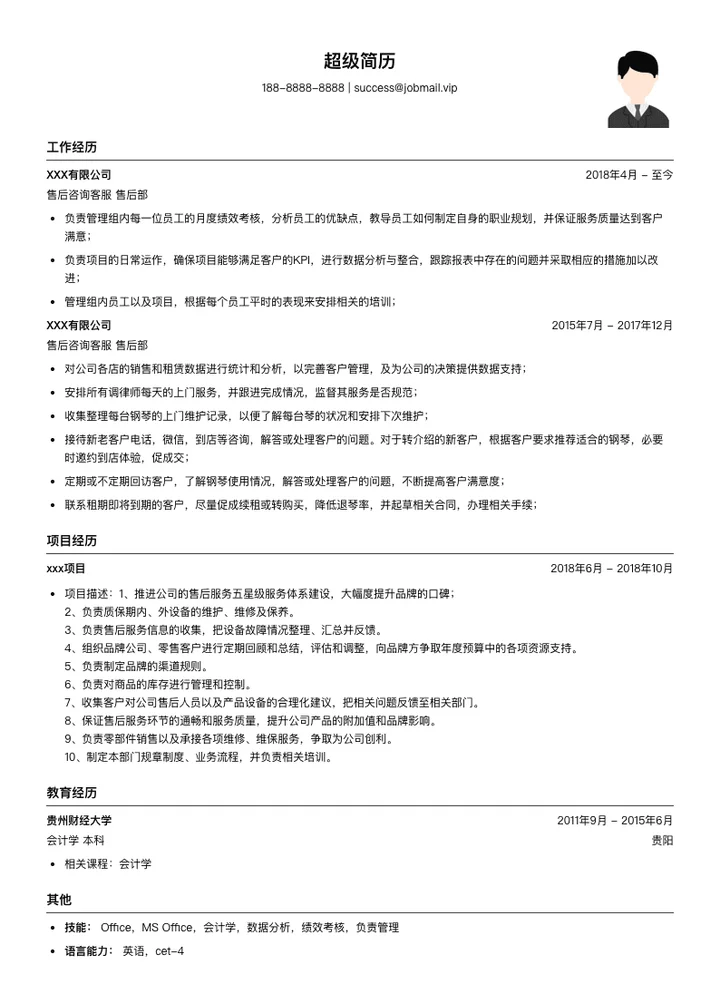 超级简历
188-8888-8888 | success@jobmail.vip
工作经历
XXX有限公司 2018年4月 – 至今
售后咨询客服 售后部
• 负责管理组内每一位员工的月度绩效考核，分析员工的优缺点，教导员工如何制定自身的职业规划，并保证服务质量达到客户
满意；
• 负责项目的日常运作，确保项目能够满足客户的KPI，进行数据分析与整合，跟踪报表中存在的问题并采取相应的措施加以改
进；
• 管理组内员工以及项目，根据每个员工平时的表现来安排相关的培训；
XXX有限公司 2015年7月 – 2017年12月
售后咨询客服 售后部
• 对公司各店的销售和租赁数据进行统计和分析，以完善客户管理，及为公司的决策提供数据支持；
• 安排所有调律师每天的上门服务，并跟进完成情况，监督其服务是否规范；
• 收集整理每台钢琴的上门维护记录，以便了解每台琴的状况和安排下次维护；
• 接待新老客户电话，微信，到店等咨询，解答或处理客户的问题。对于转介绍的新客户，根据客户要求推荐适合的钢琴，必要
时邀约到店体验，促成交；
• 定期或不定期回访客户，了解钢琴使用情况，解答或处理客户的问题，不断提高客户满意度；
• 联系租期即将到期的客户，尽量促成续租或转购买，降低退琴率，并起草相关合同，办理相关手续；
项目经历
xxx项目 2018年6月 – 2018年10月
• 项目描述：1、推进公司的售后服务五星级服务体系建设，大幅度提升品牌的口碑；
2、负责质保期内、外设备的维护、维修及保养。
3、负责售后服务信息的收集，把设备故障情况整理、汇总并反馈。
4、组织品牌公司、零售客户进行定期回顾和总结，评估和调整，向品牌方争取年度预算中的各项资源支持。
5、负责制定品牌的渠道规则。
6、负责对商品的库存进行管理和控制。
7、收集客户对公司售后人员以及产品设备的合理化建议，把相关问题反馈至相关部门。
8、保证售后服务环节的通畅和服务质量，提升公司产品的附加值和品牌影响。
9、负责零部件销售以及承接各项维修、维保服务，争取为公司创利。
10、制定本部门规章制度、业务流程，并负责相关培训。
教育经历
贵州财经大学 2011年9月 – 2015年6月
会计学 本科 贵阳
• 相关课程：会计学
其他
• 技能： Office，MS Office，会计学，数据分析，绩效考核，负责管理
• 语言能力： 英语，cet-4